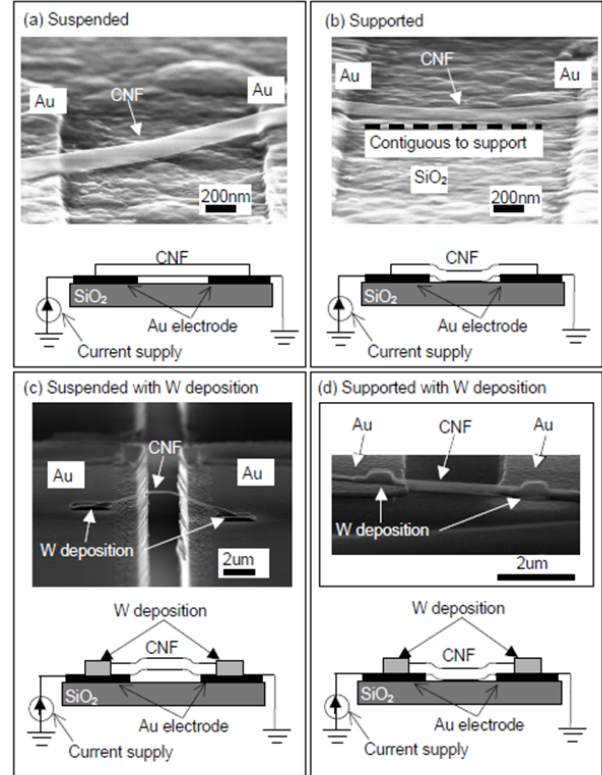 (a) Suspended
Au
CNF
Au
200nm
CNF
SiO₂
Au electrode
Current supply
(b) Supported
Au
CNF
Au
Contiguous to support
SiO₂
200nm
CNF
SiO₂
Au electrode
Current supply
(c) Suspended with W deposition
CNF
Au
Au
W deposition
2um
W deposition
CNF
SiO₂
Au electrode
Current supply
(d) Supported with W deposition
Au
CNF
Au
W deposition
2um
W deposition
CNF
SiO₂
Au electrode
Current supply